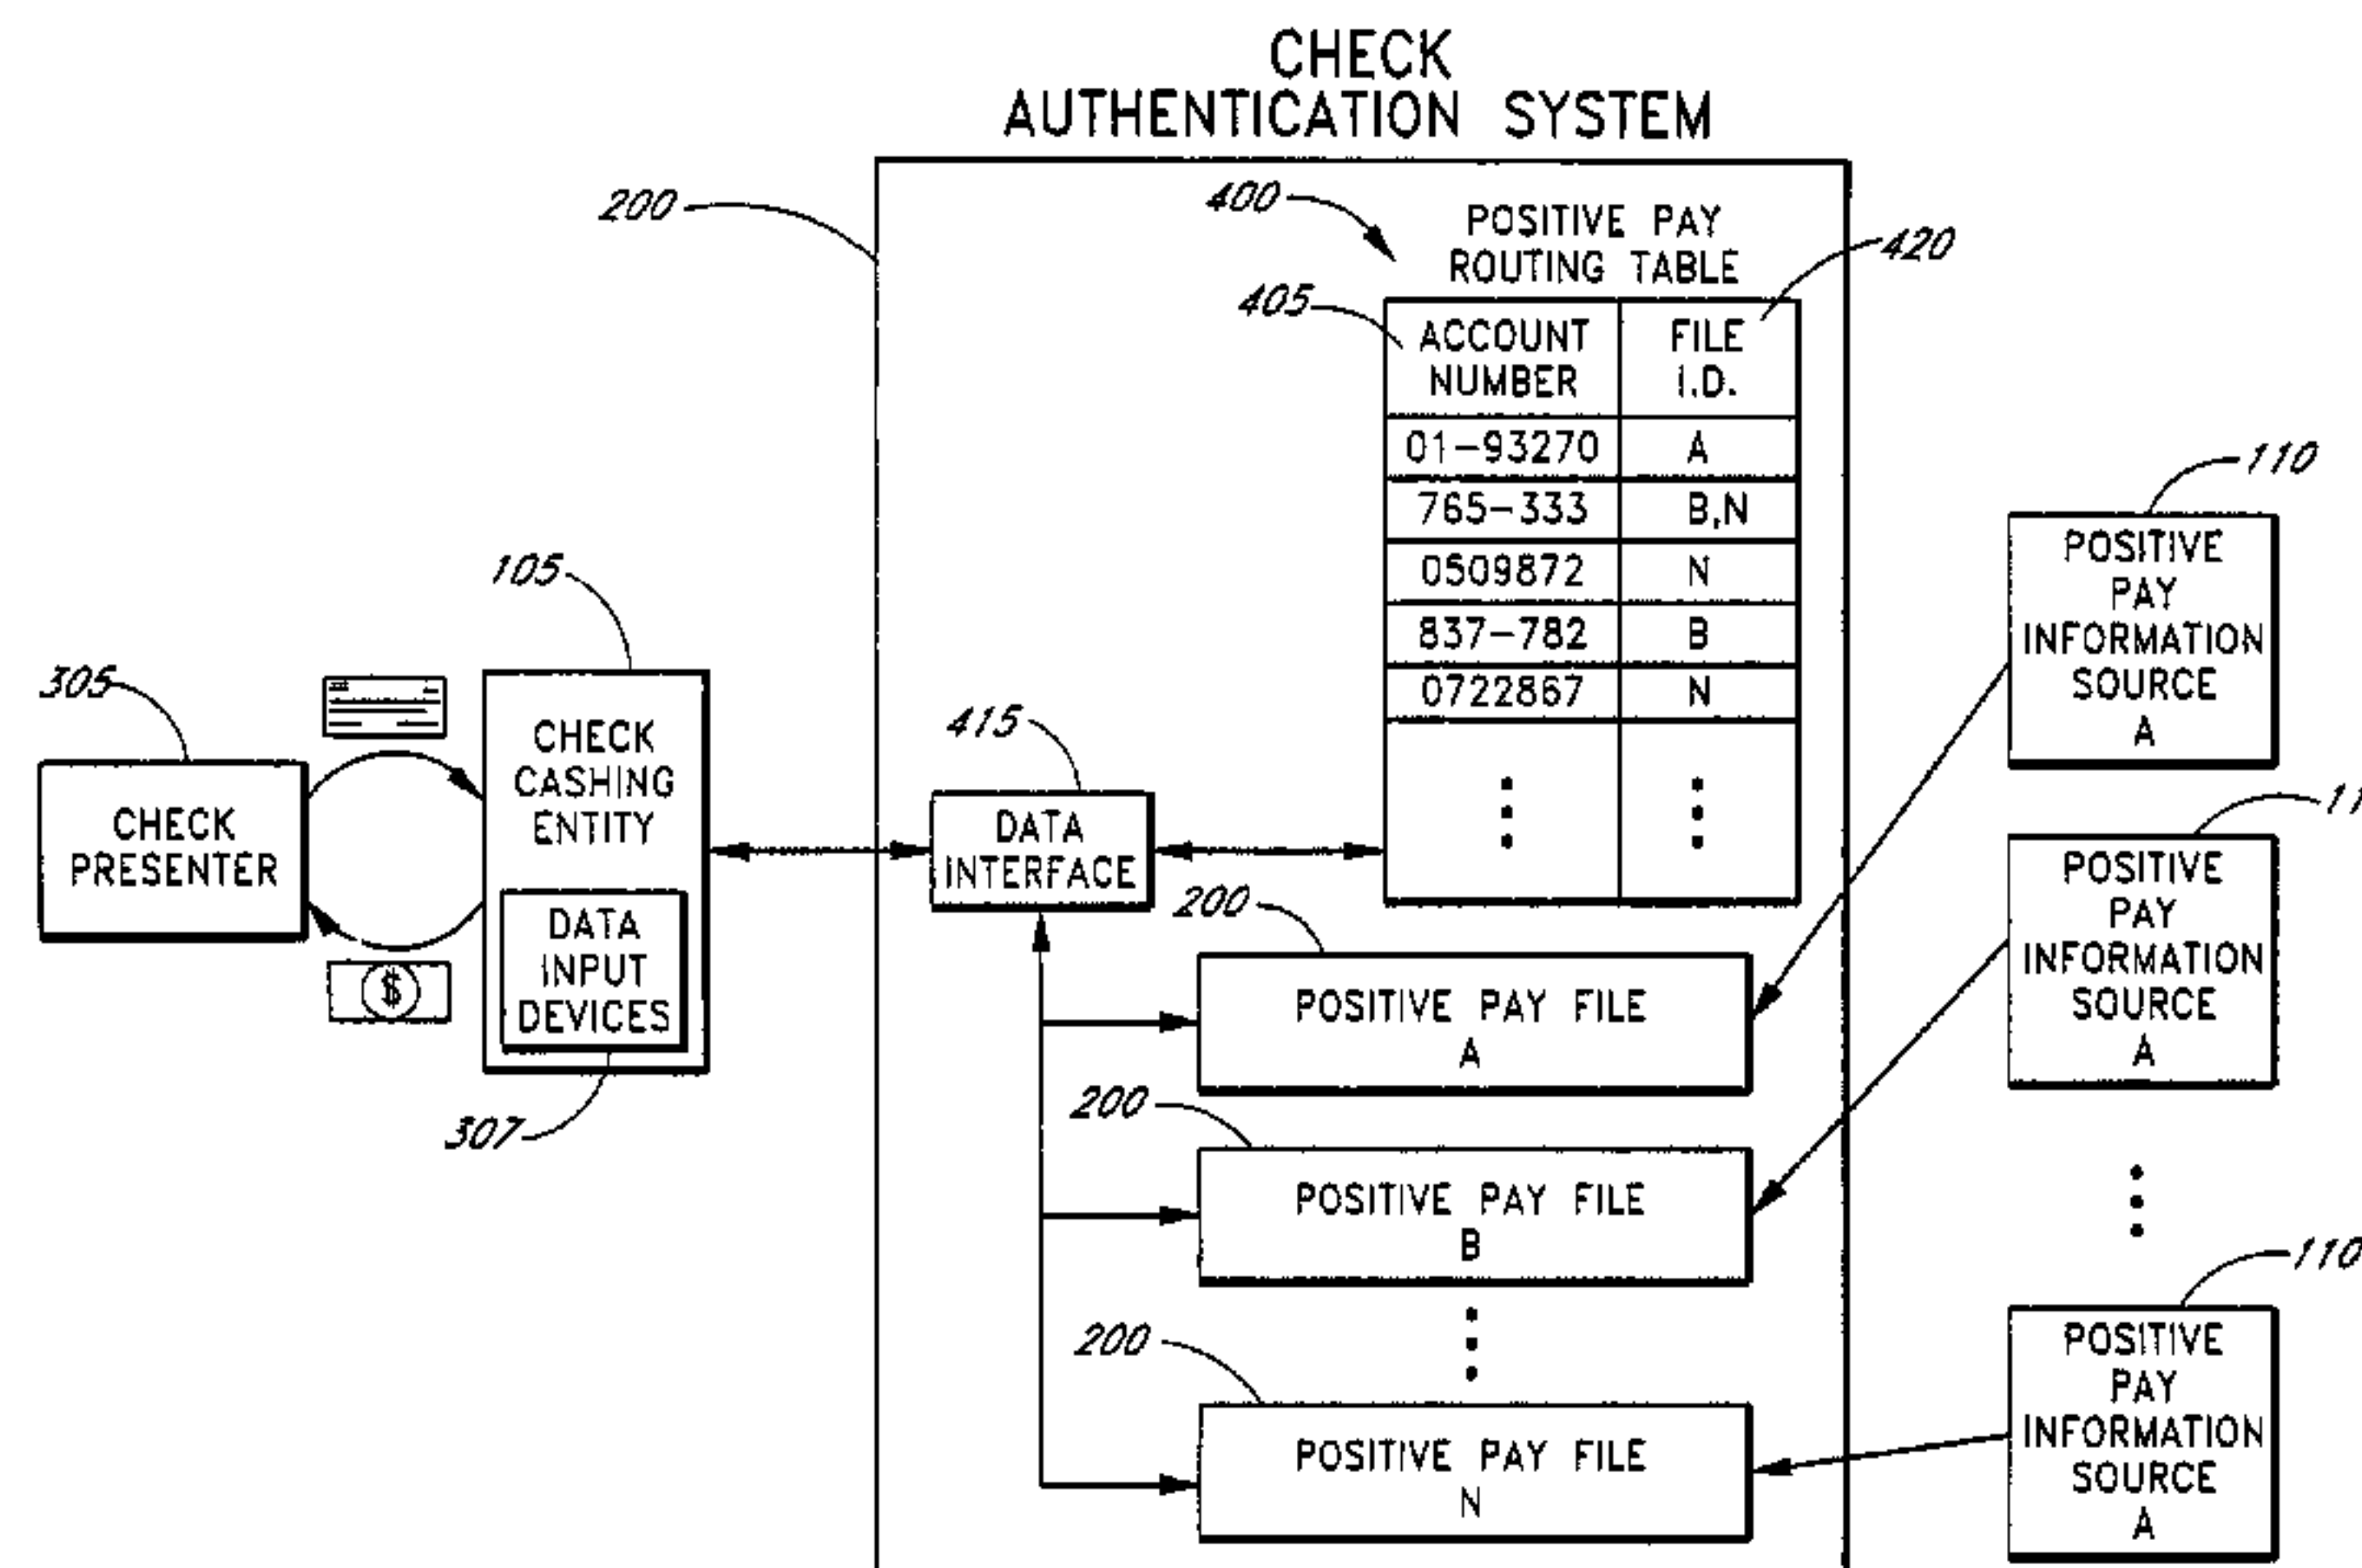 CHECK
AUTHENTICATION SYSTEM
200
400
POSITIVE PAY
ROUTING TABLE
420
405
ACCOUNT
NUMBER
FILE
I.D.
01-93270 A
765-333 B,N
0509872 N
837-782 B
0722867 N
305
CHECK
PRESENTER
$
105
CHECK
CASHING
ENTITY
DATA
INPUT
DEVICES
307
415
DATA
INTERFACE
200
POSITIVE PAY FILE
A
200
POSITIVE PAY FILE
B
200
POSITIVE PAY FILE
N
110
POSITIVE
PAY
INFORMATION
SOURCE
A
11
POSITIVE
PAY
INFORMATION
SOURCE
A
110
POSITIVE
PAY
INFORMATION
SOURCE
A